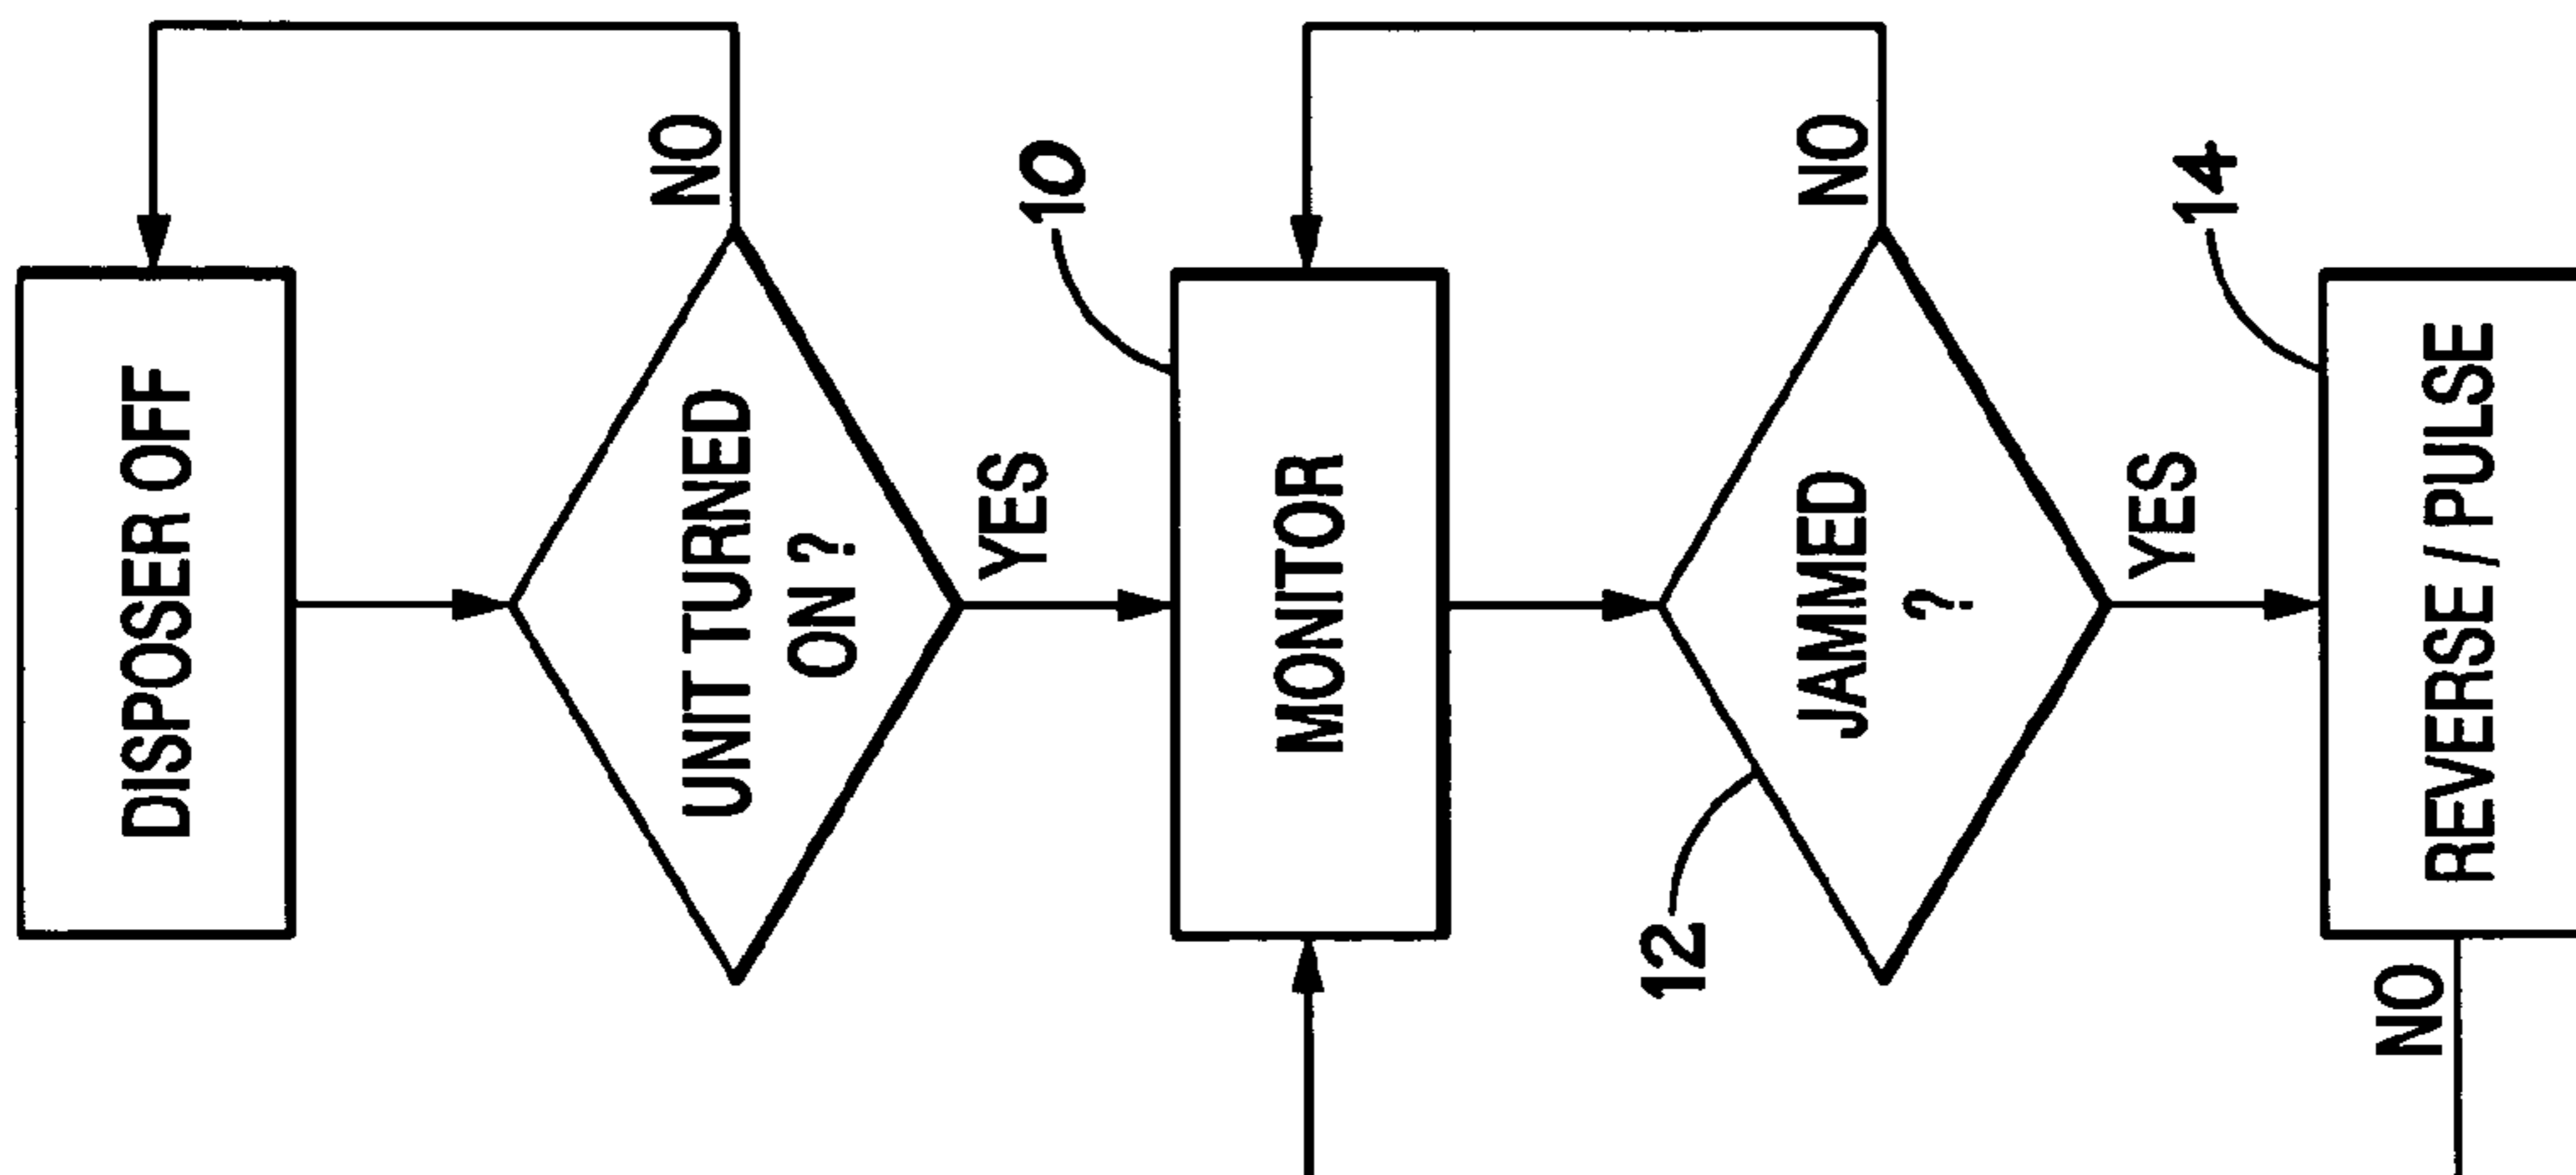 DISPOSER OFF
UNIT TURNED
ON ?
NO
YES
10
MONITOR
12
JAMMED
?
NO
YES
14
REVERSE / PULSE
NO